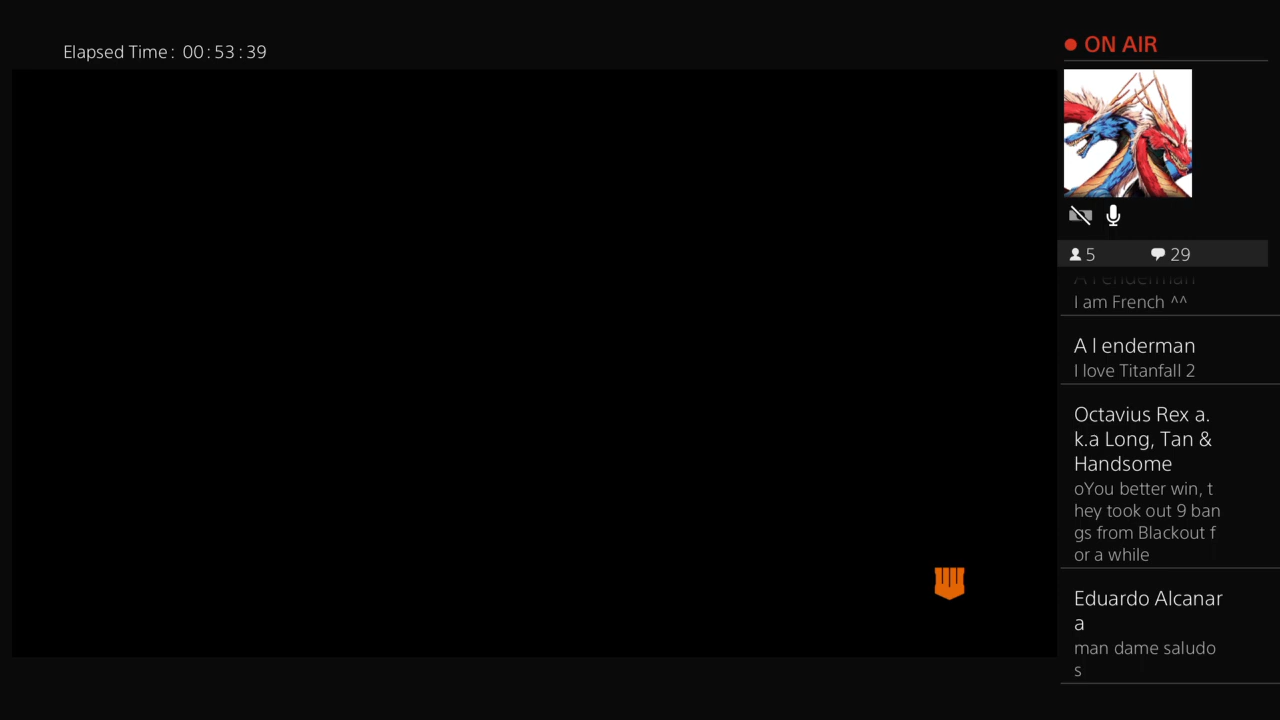 Elapsed Time: 00:53:39
ON AIR
5 29
A l enderman
I am French ^^
A l enderman
I love Titanfall 2
Octavius Rex a.
k.a Long, Tan &
Handsome
oYou better win, t
hey took out 9 ban
gs from Blackout f
or a while
Eduardo Alcanar
a
man dame saludo
s